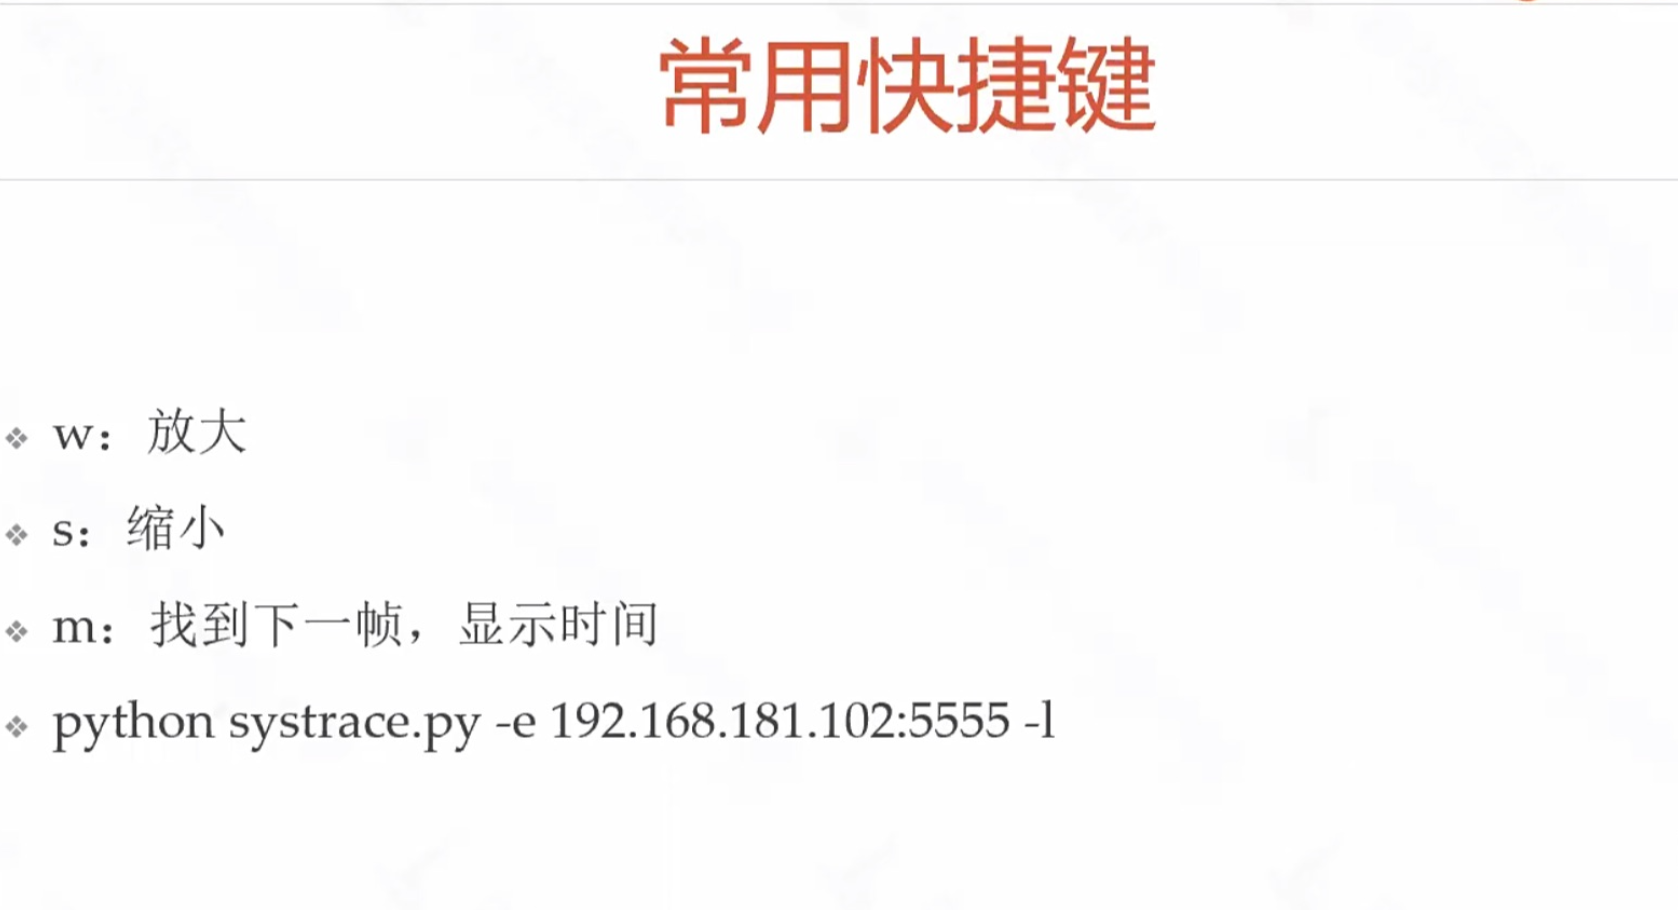 常用快捷键
w：放大
s：缩小
m：找到下一帧，显示时间
python systrace.py -e 192.168.181.102:5555 -l